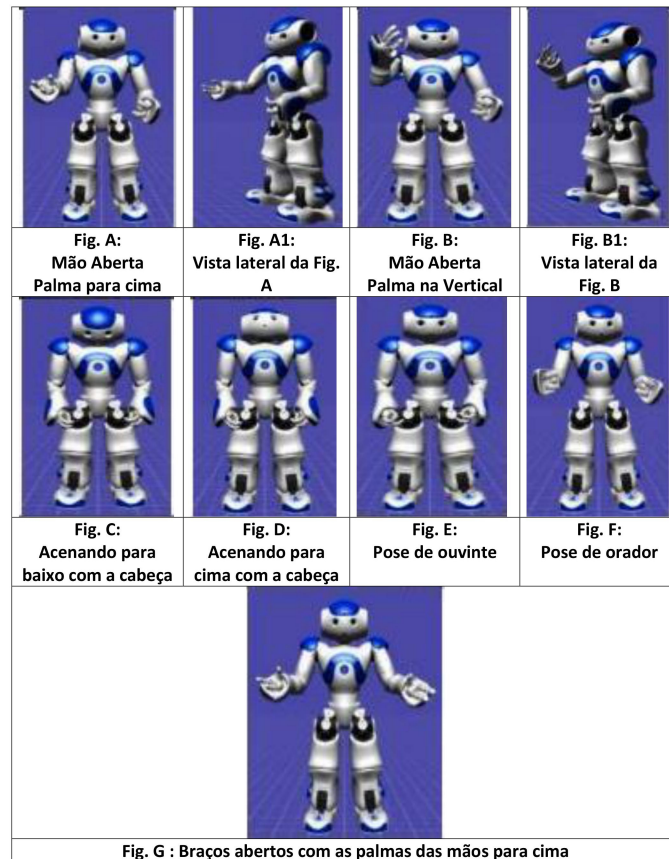 Fig. A:
Mão Aberta
Palma para cima
Fig. A1:
Vista lateral da Fig.
A
Fig. B:
Mão Aberta
Palma na Vertical
Fig. B1:
Vista lateral da
Fig. B
Fig. C:
Acenando para
baixo com a cabeça
Fig. D:
Acenando para
cima com a cabeça
Fig. E:
Pose de ouvinte
Fig. F:
Pose de orador
Fig. G : Braços abertos com as palmas das mãos para cima